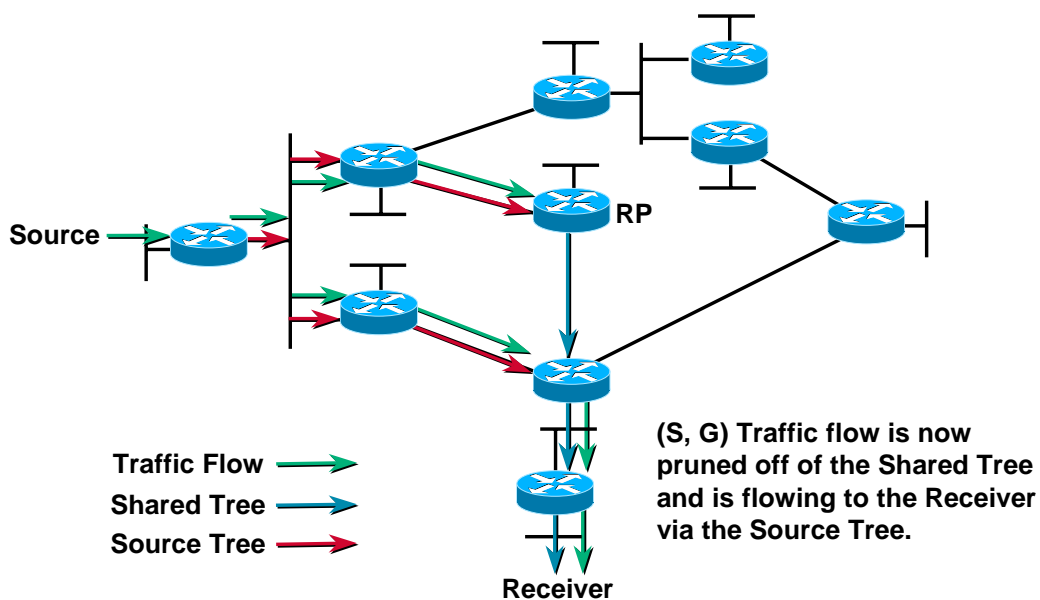 RP
Source
(S, G) Traffic flow is now
pruned off of the Shared Tree
and is flowing to the Receiver
via the Source Tree.
Traffic Flow
Shared Tree
Source Tree
Receiver